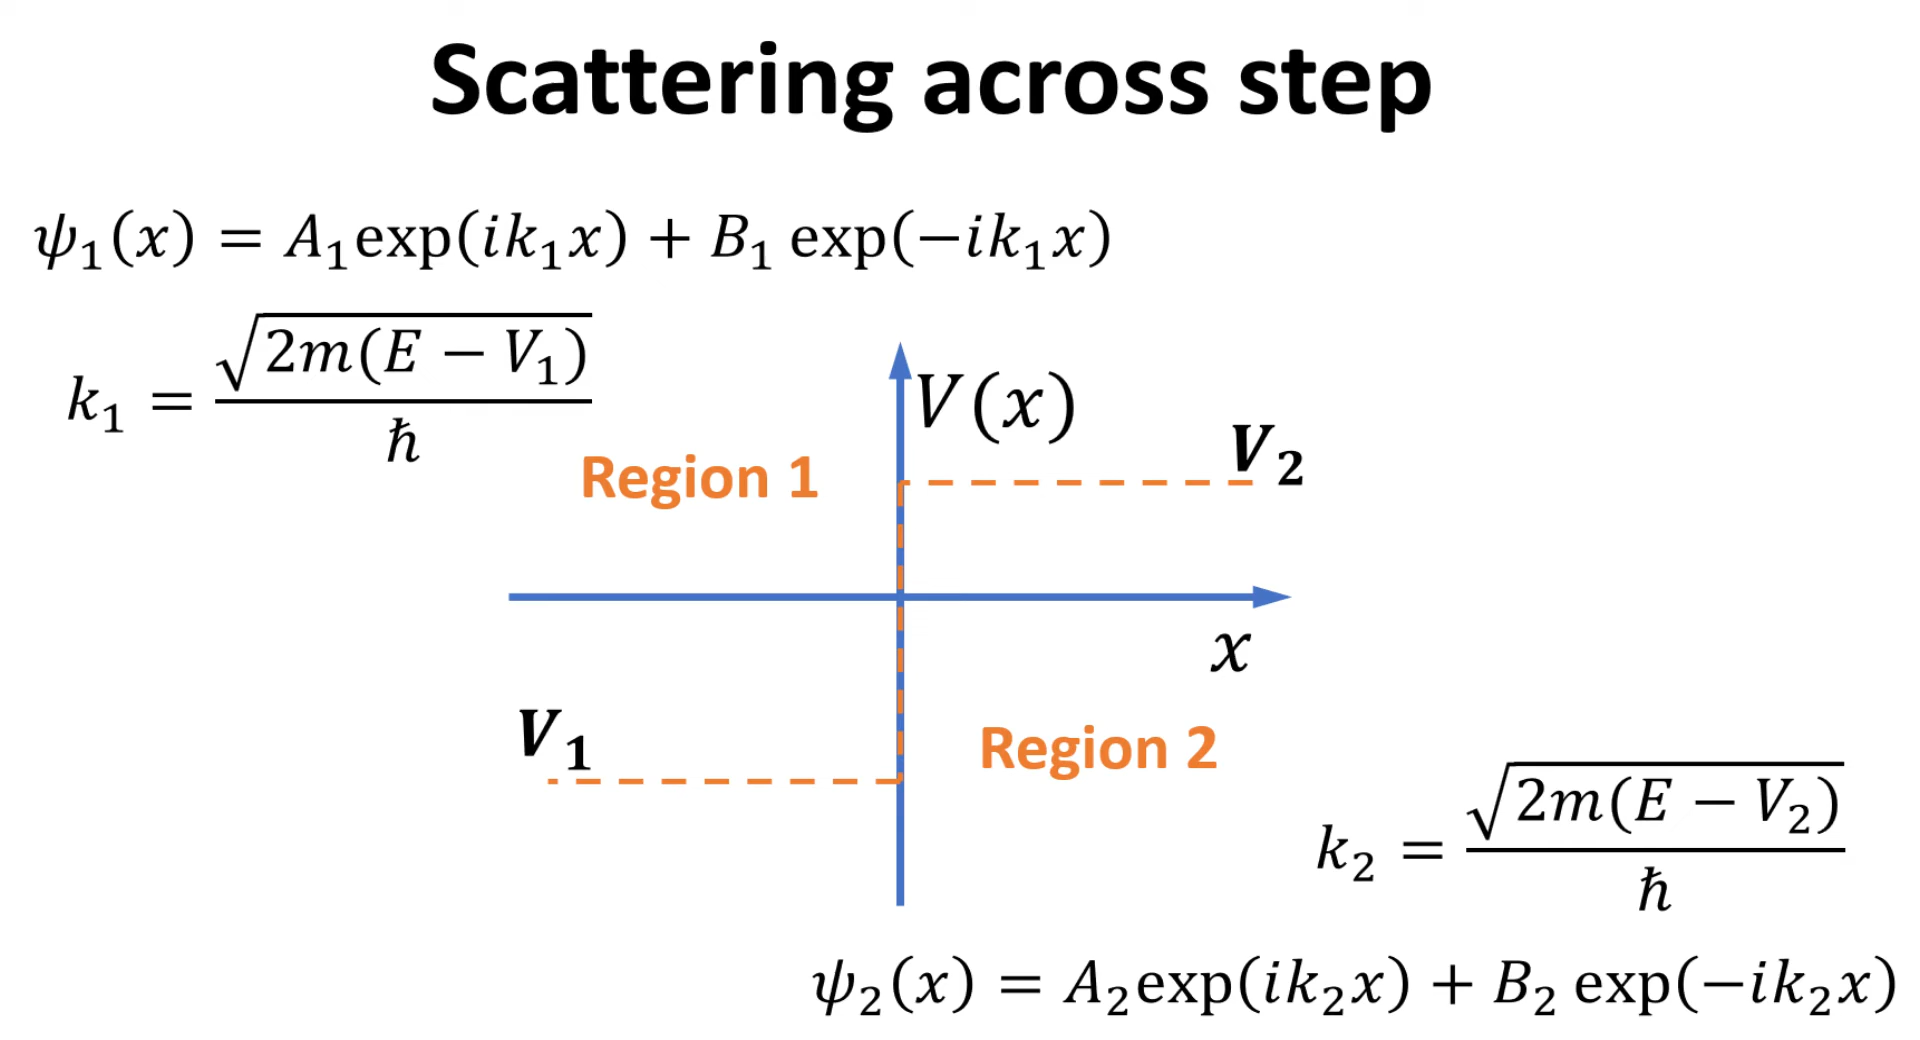 Scattering across step
ψ₁(x) = A₁exp(ik₁x) + B₁ exp(−ik₁x)
k₁ = √(2m(E − V₁)) / ħ
V(x)
V₂
Region 1
x
V₁
Region 2
k₂ = √(2m(E − V₂)) / ħ
ψ₂(x) = A₂exp(ik₂x) + B₂ exp(−ik₂x)